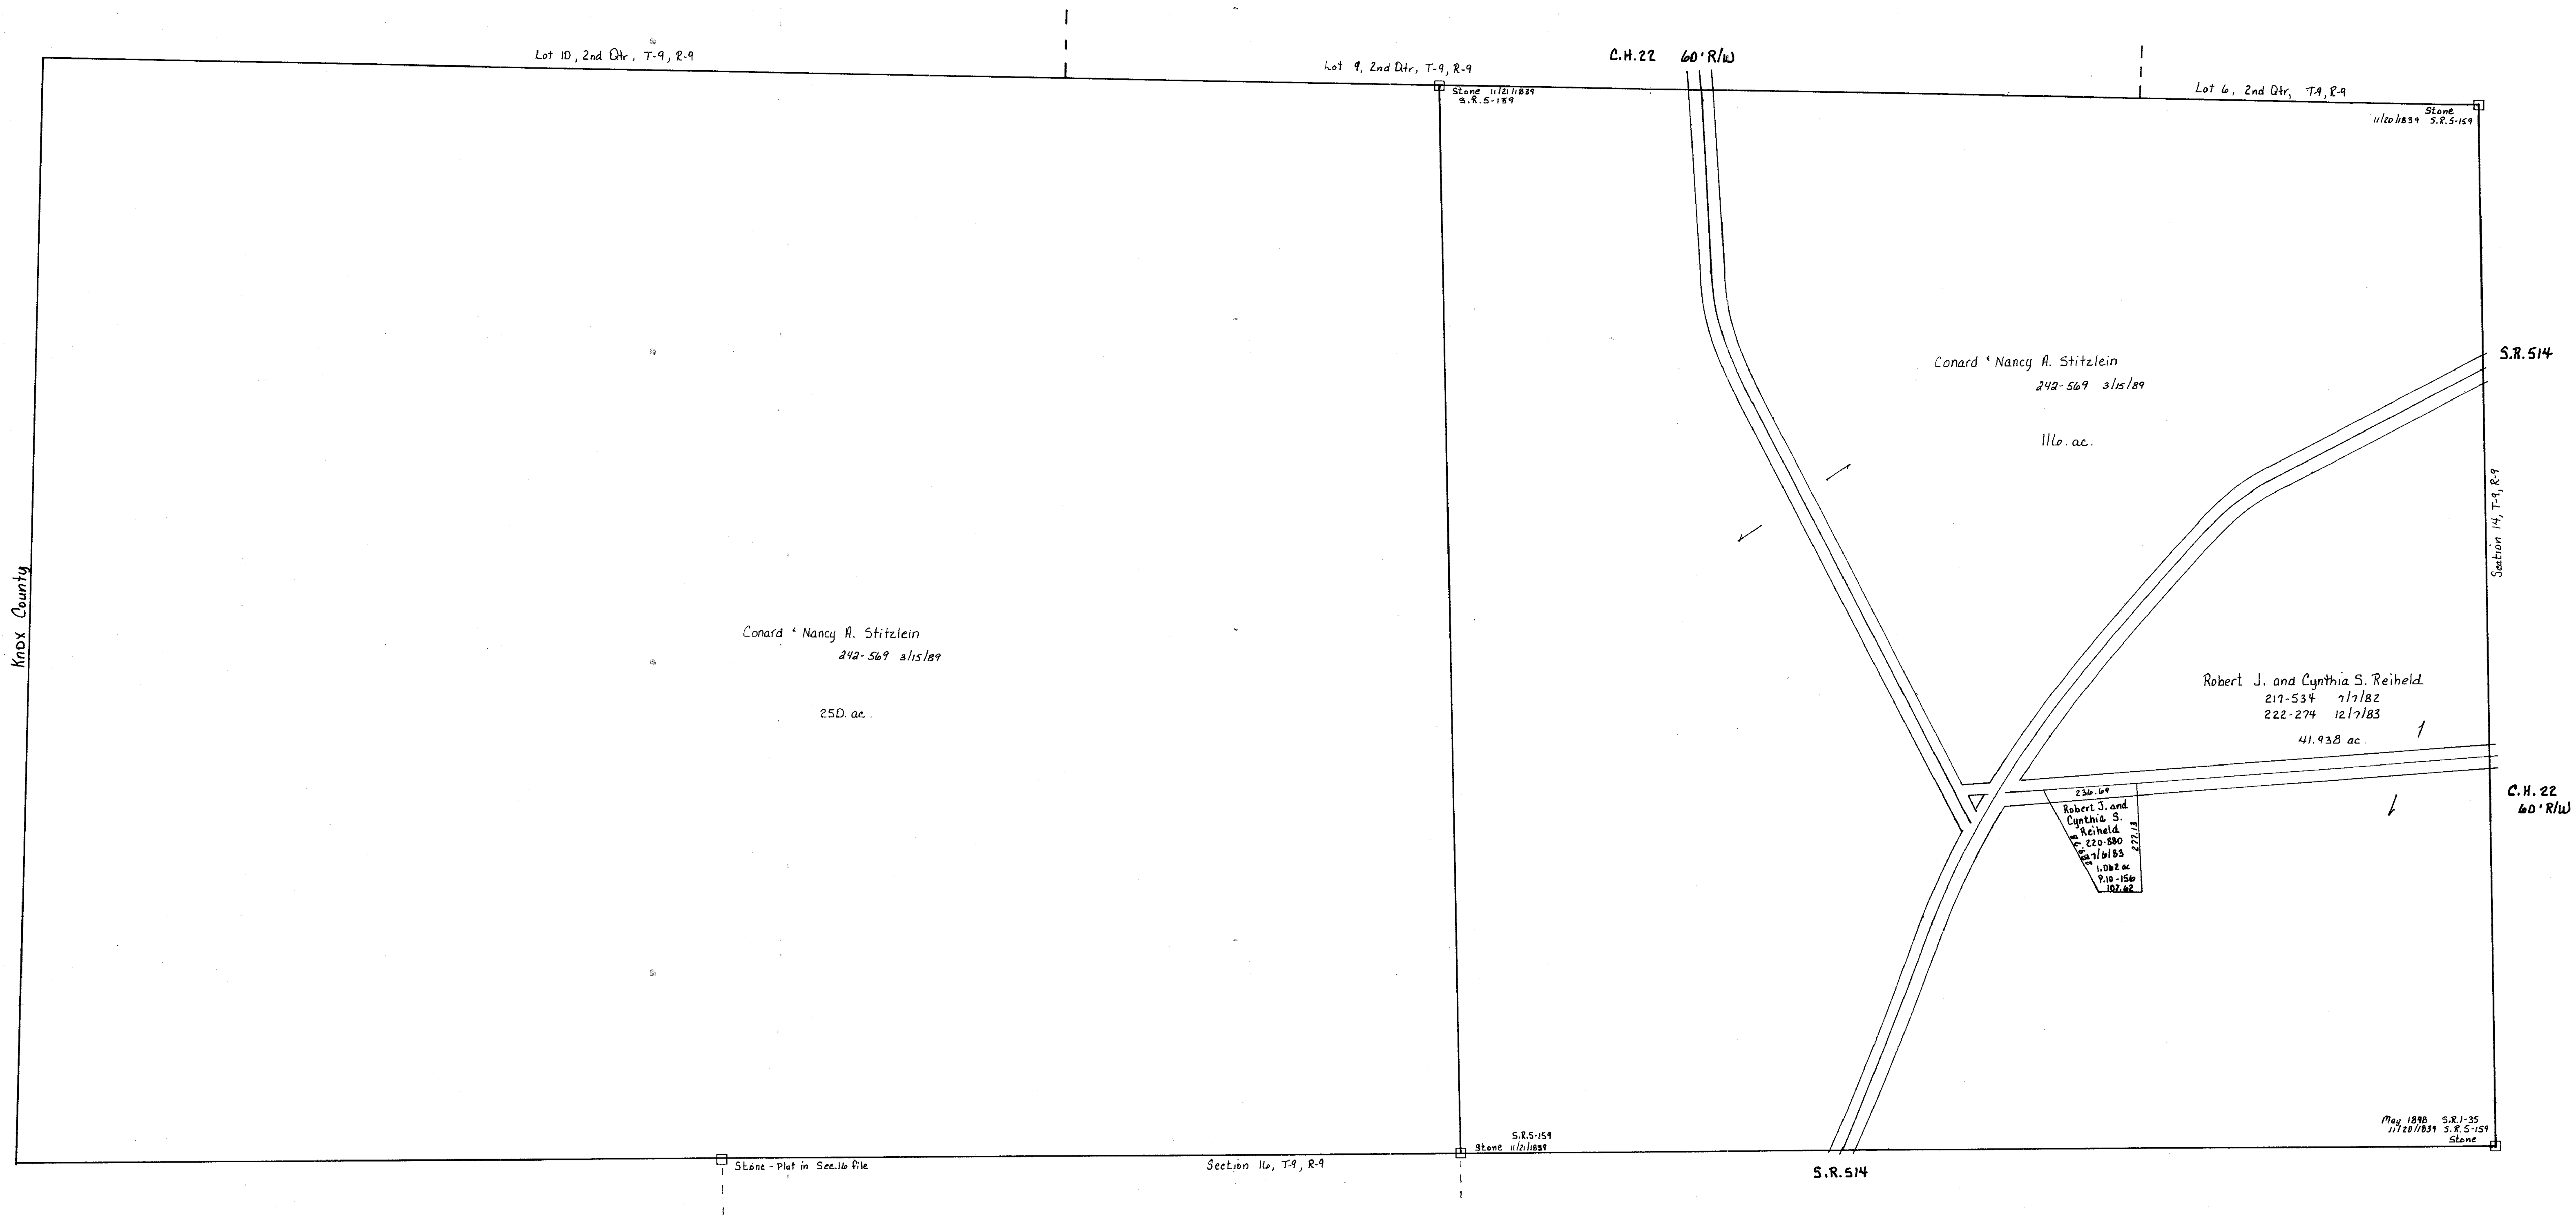 Lot 10, 2nd Qtr, T-9, R-9
Lot 9, 2nd Qtr, T-9, R-9
C.H.22 60' R/W
Lot 6, 2nd Qtr, T-9, R-9
Stone 11/21/1839
S.R.5-159
Stone
11/20/1839 S.R.5-159
S.R.514
Conard & Nancy A. Stitzlein
242-569 3/15/89
116. ac.
Section 14, T-9, R-9
Knox County
Conard & Nancy A. Stitzlein
242-569 3/15/89
250. ac.
Robert J. and Cynthia S. Reiheld
217-534 7/7/82
222-274 12/7/83
41.938 ac.
C.H. 22
60' R/W
236.69
Robert J. and
Cynthia S.
Reiheld
220-880
7/6/83
1.062 ac
P.10-156
107.62
277.13
May 1898 S.R.1-35
11/20/1839 S.R.5-159
Stone
S.R.5-159
Stone 11/21/1839
Stone - Plat in Sec.16 file
Section 16, T-9, R-9
S.R.514